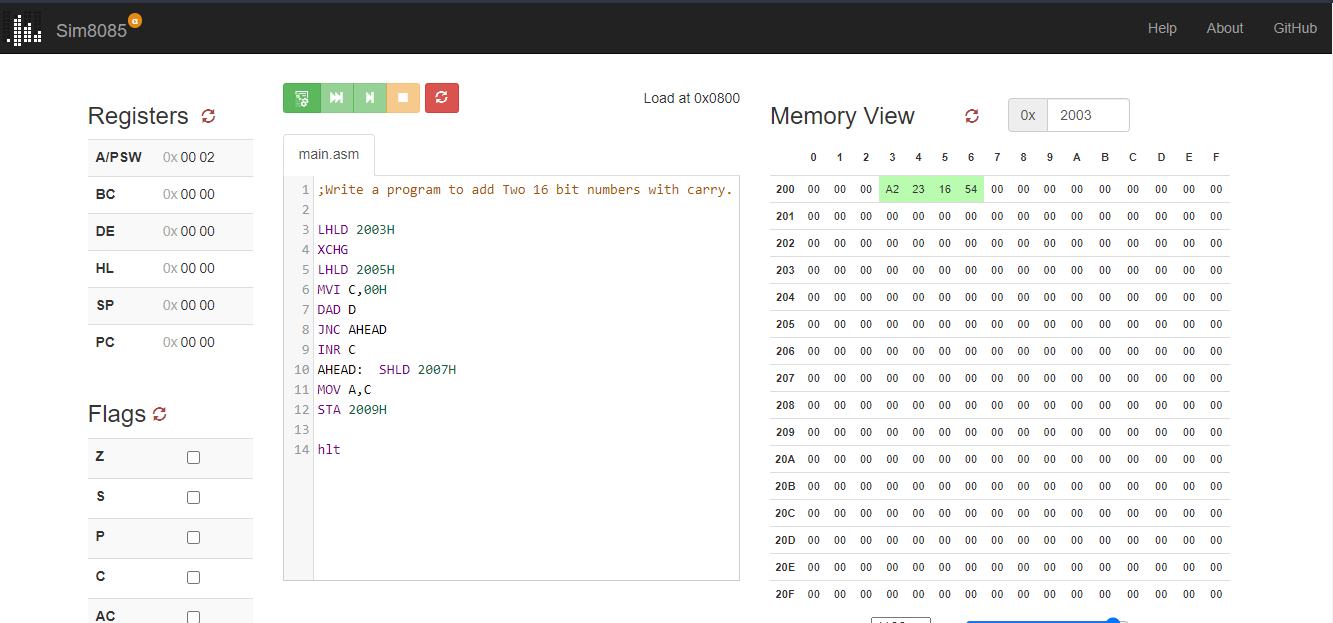 Sim8085 α
Help About GitHub
Registers
A/PSW 0x 00 02
BC 0x 00 00
DE 0x 00 00
HL 0x 00 00
SP 0x 00 00
PC 0x 00 00
Flags
Z
S
P
C
AC
Load at 0x0800
main.asm
1 ;Write a program to add Two 16 bit numbers with carry.
2
3 LHLD 2003H
4 XCHG
5 LHLD 2005H
6 MVI C,00H
7 DAD D
8 JNC AHEAD
9 INR C
10 AHEAD: SHLD 2007H
11 MOV A,C
12 STA 2009H
13
14 hlt
Memory View 0x 2003
0 1 2 3 4 5 6 7 8 9 A B C D E F
200 00 00 00 A2 23 16 54 00 00 00 00 00 00 00 00 00
201 00 00 00 00 00 00 00 00 00 00 00 00 00 00 00 00
202 00 00 00 00 00 00 00 00 00 00 00 00 00 00 00 00
203 00 00 00 00 00 00 00 00 00 00 00 00 00 00 00 00
204 00 00 00 00 00 00 00 00 00 00 00 00 00 00 00 00
205 00 00 00 00 00 00 00 00 00 00 00 00 00 00 00 00
206 00 00 00 00 00 00 00 00 00 00 00 00 00 00 00 00
207 00 00 00 00 00 00 00 00 00 00 00 00 00 00 00 00
208 00 00 00 00 00 00 00 00 00 00 00 00 00 00 00 00
209 00 00 00 00 00 00 00 00 00 00 00 00 00 00 00 00
20A 00 00 00 00 00 00 00 00 00 00 00 00 00 00 00 00
20B 00 00 00 00 00 00 00 00 00 00 00 00 00 00 00 00
20C 00 00 00 00 00 00 00 00 00 00 00 00 00 00 00 00
20D 00 00 00 00 00 00 00 00 00 00 00 00 00 00 00 00
20E 00 00 00 00 00 00 00 00 00 00 00 00 00 00 00 00
20F 00 00 00 00 00 00 00 00 00 00 00 00 00 00 00 00